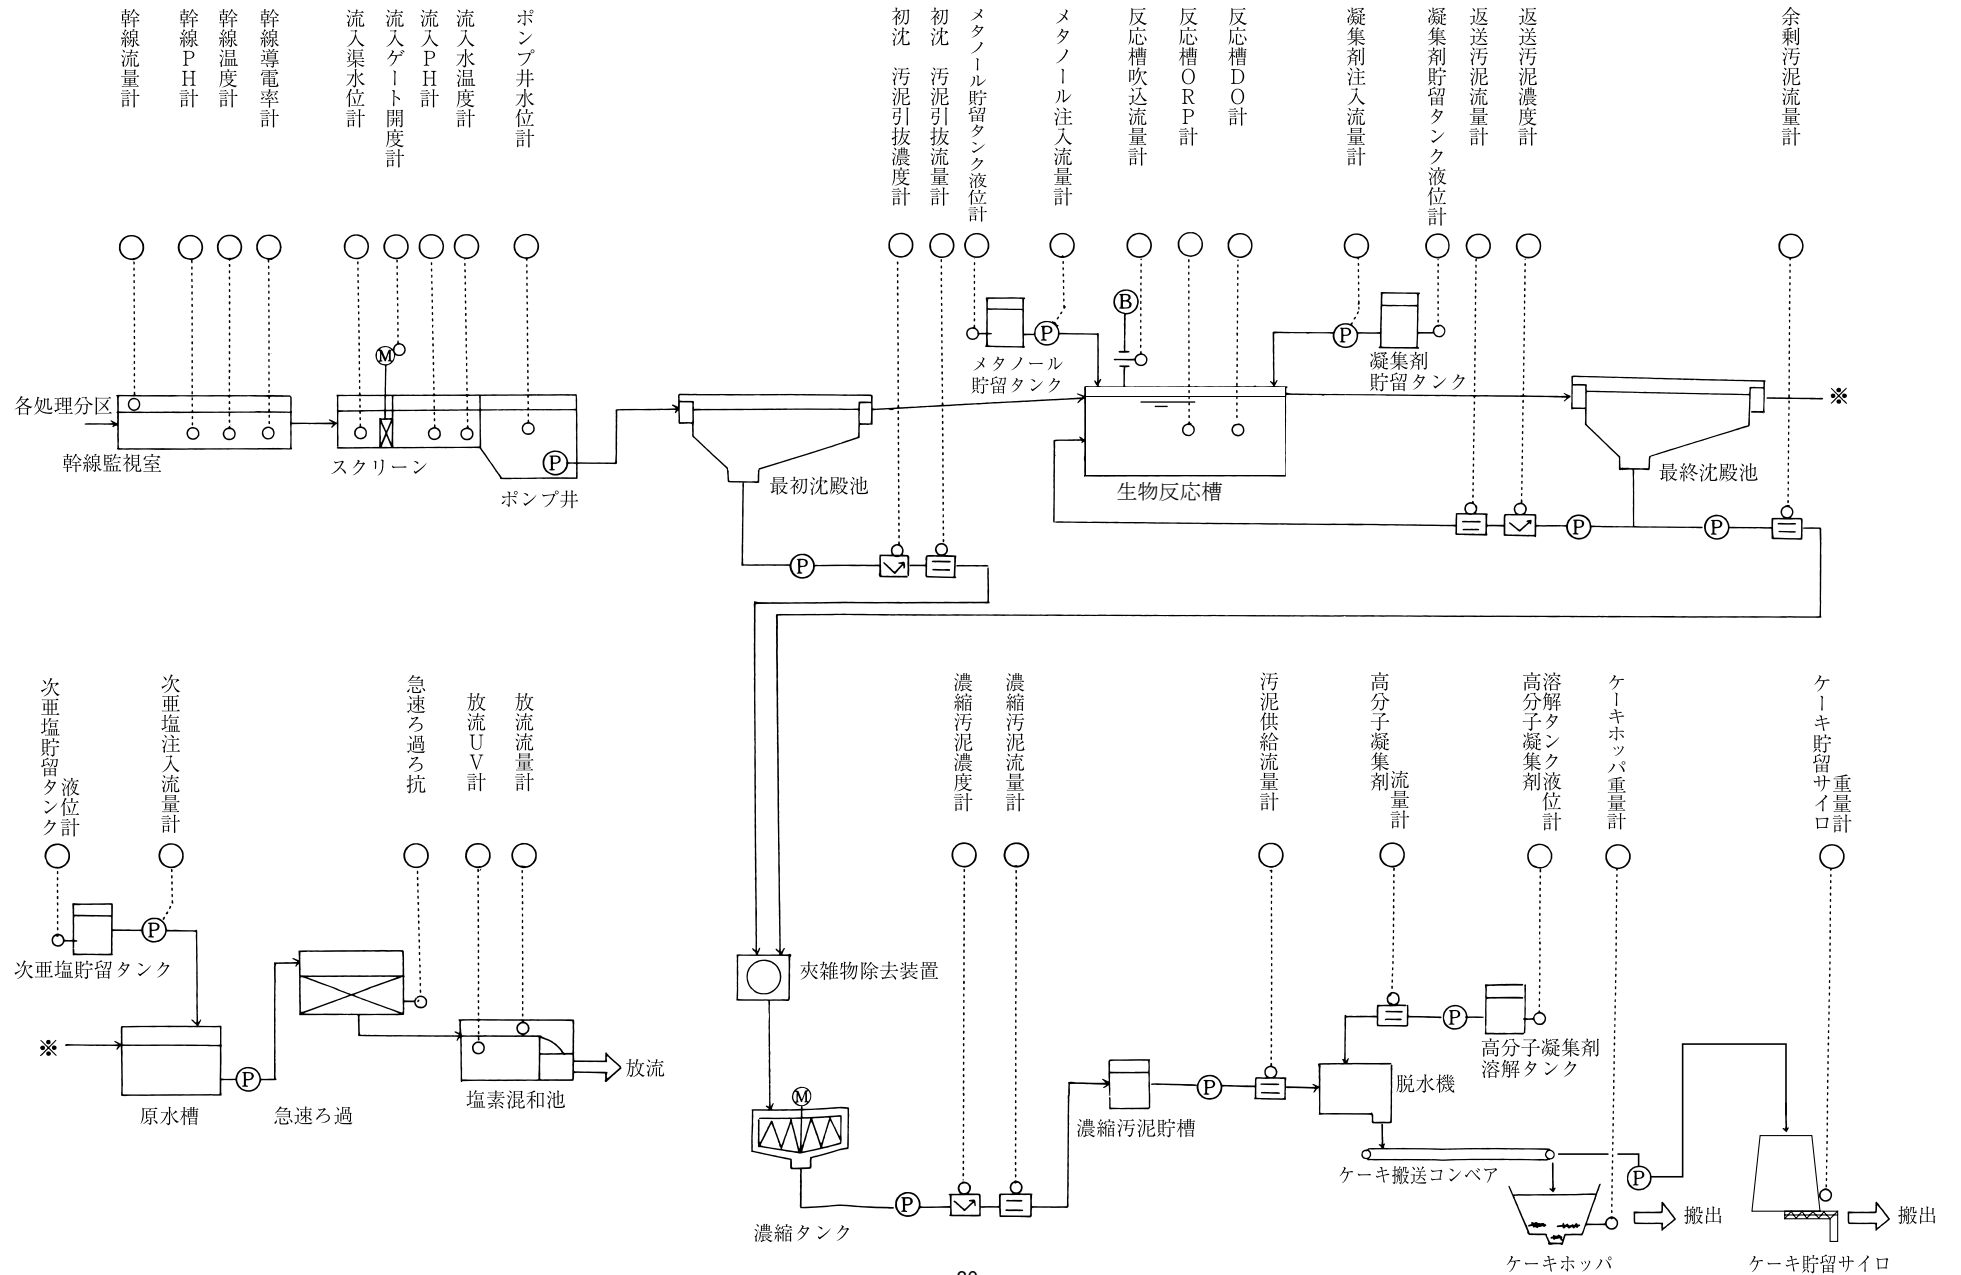 幹線流量計
幹線PH計
幹線温度計
幹線導電率計
流入渠水位計
流入ゲート開度計
流入PH計
流入水温度計
ポンプ井水位計
初沈 汚泥引抜濃度計
初沈 汚泥引抜流量計
メタノール貯留タンク液位計
メタノール注入流量計
反応槽吹込流量計
反応槽ORP計
反応槽DO計
凝集剤注入流量計
凝集剤貯留タンク液位計
返送汚泥流量計
返送汚泥濃度計
余剰汚泥流量計
M
P
B
P
メタノール
貯留タンク
凝集剤
貯留タンク
各処理分区
※
幹線監視室
スクリーン
P
ポンプ井
最初沈殿池
生物反応槽
最終沈殿池
P
P
P
次亜塩貯留タンク
液位計
次亜塩注入流量計
急速ろ過ろ抗
放流UV計
放流流量計
濃縮汚泥濃度計
濃縮汚泥流量計
汚泥供給流量計
高分子凝集剤
流量計
高分子凝集剤
溶解タンク液位計
ケーキホッパ重量計
ケーキ貯留サイロ
重量計
P
次亜塩貯留タンク
夾雑物除去装置
※
P
放流
原水槽
急速ろ過
塩素混和池
P
高分子凝集剤
溶解タンク
M
P
脱水機
濃縮汚泥貯槽
ケーキ搬送コンベア
P
P
濃縮タンク
搬出
搬出
ケーキホッパ
ケーキ貯留サイロ